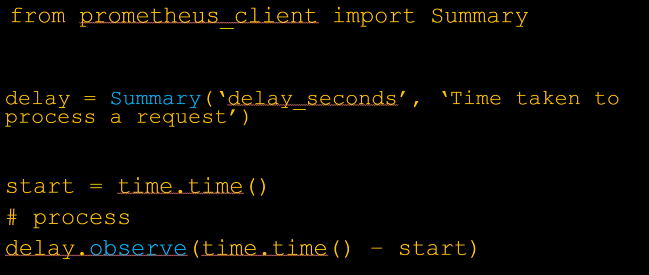 from prometheus_client import Summary
delay = Summary(‘delay_seconds’, ‘Time taken to
process a request’)
start = time.time()
# process
delay.observe(time.time() – start)